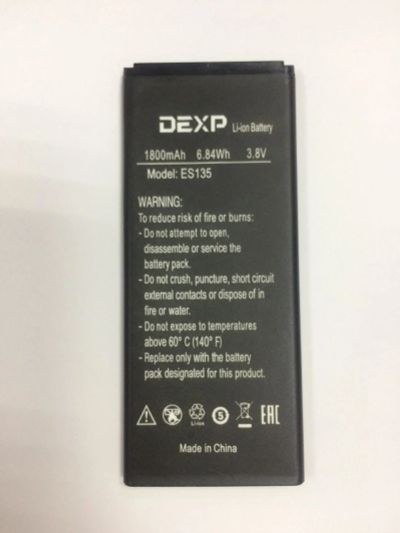 DEXP Li-ion Battery
1800mAh 6.84Wh 3.8V
Model: ES135
WARNING:
To reduce risk of fire or burns:
- Do not attempt to open,
disassemble or service the
battery pack.
- Do not crush, puncture, short circuit
external contacts or dispose of in
fire or water.
- Do not expose to temperatures
above 60° C (140° F)
- Replace only with the battery
pack designated for this product.
Li-ion 5 EAC
Made in China